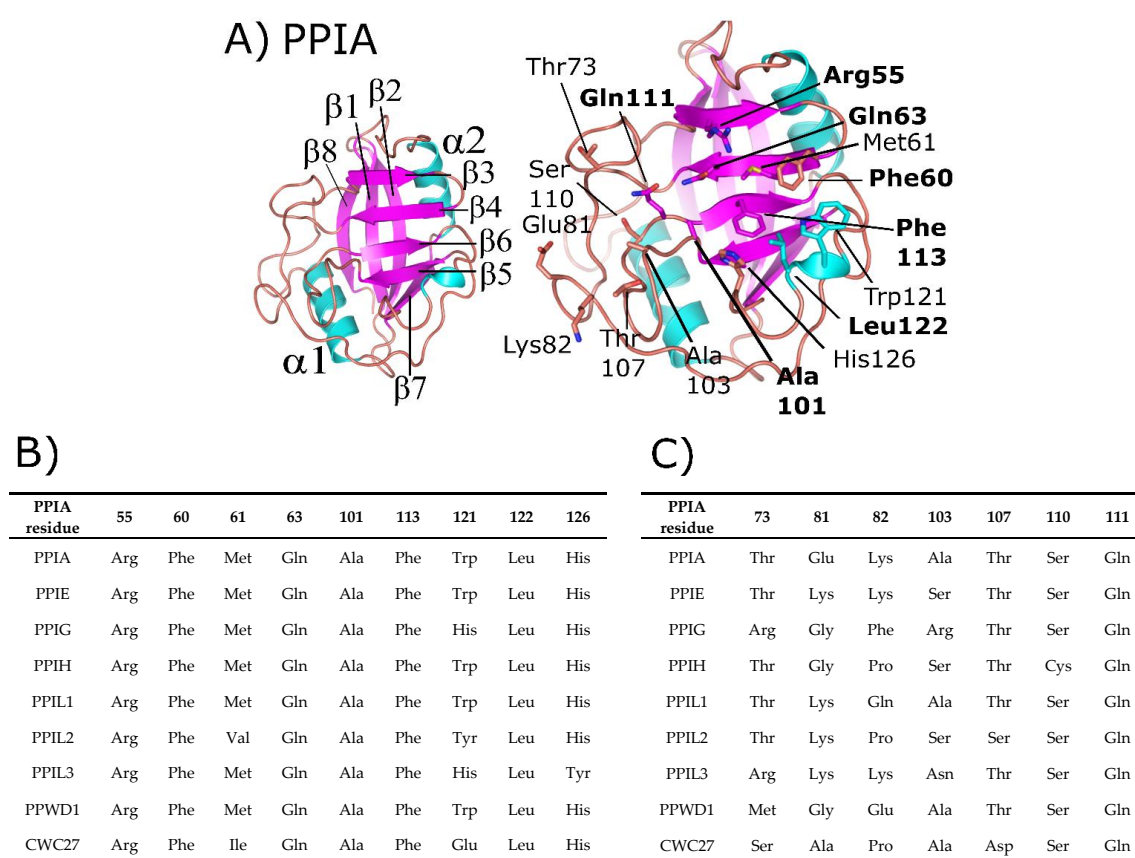 A) PPIA
β1
β2
β8
α2
β3
β4
β6
β5
α1
β7
Thr73
Gln111
Arg55
Gln63
Met61
Phe60
Ser
110
Glu81
Phe
113
Trp121
Leu122
His126
Lys82
Thr
107
Ala
103
Ala
101
B)
PPIA residue 55 60 61 63 101 113 121 122 126
PPIA Arg Phe Met Gln Ala Phe Trp Leu His
PPIE Arg Phe Met Gln Ala Phe Trp Leu His
PPIG Arg Phe Met Gln Ala Phe His Leu His
PPIH Arg Phe Met Gln Ala Phe Trp Leu His
PPIL1 Arg Phe Met Gln Ala Phe Trp Leu His
PPIL2 Arg Phe Val Gln Ala Phe Tyr Leu His
PPIL3 Arg Phe Met Gln Ala Phe His Leu Tyr
PPWD1 Arg Phe Met Gln Ala Phe Trp Leu His
CWC27 Arg Phe Ile Gln Ala Phe Glu Leu His
C)
PPIA residue 73 81 82 103 107 110 111
PPIA Thr Glu Lys Ala Thr Ser Gln
PPIE Thr Lys Lys Ser Thr Ser Gln
PPIG Arg Gly Phe Arg Thr Ser Gln
PPIH Thr Gly Pro Ser Thr Cys Gln
PPIL1 Thr Lys Gln Ala Thr Ser Gln
PPIL2 Thr Lys Pro Ser Ser Ser Gln
PPIL3 Arg Lys Lys Asn Thr Ser Gln
PPWD1 Met Gly Glu Ala Thr Ser Gln
CWC27 Ser Ala Pro Ala Asp Ser Gln